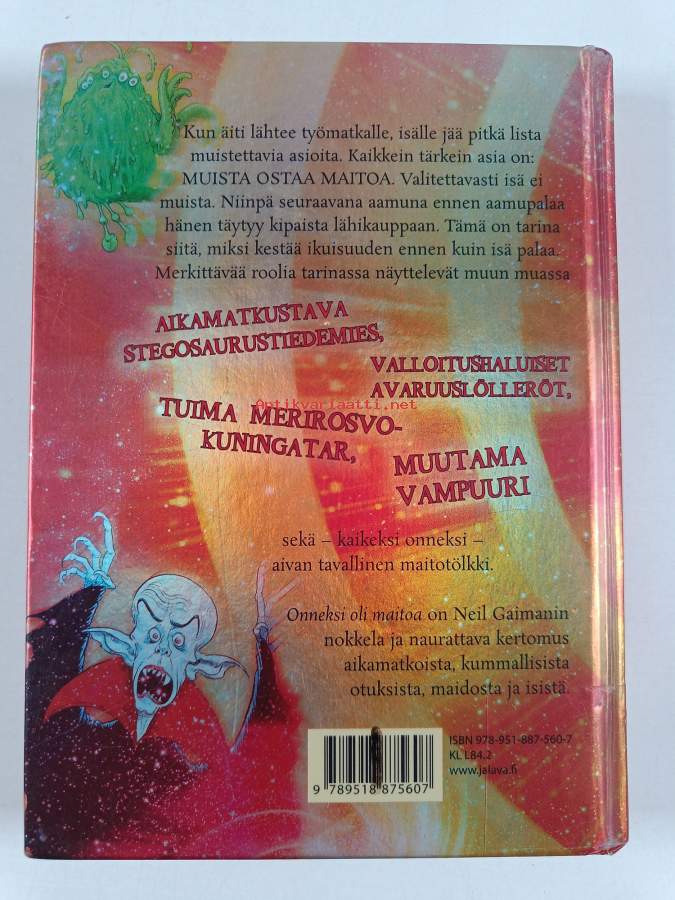 Kun äiti lähtee työmatkalle, isälle jää pitkä lista
muistettavia asioita. Kaikkein tärkein asia on:
MUISTA OSTAA MAITOA. Valitettavasti isä ei
muista. Niinpä seuraavana aamuna ennen aamupalaa
hänen täytyy kipaista lähikauppaan. Tämä on tarina
siitä, miksi kestää ikuisuuden ennen kuin isä palaa.
Merkittävää roolia tarinassa näyttelevät muun muassa
AIKAMATKUSTAVA
STEGOSAURUSTIEDEMIES,
VALLOITUSHALUISET
AVARUUSLÖLLERÖT,
Antikvariaatti.net
TUIMA MERIROSVO-
KUNINGATAR,
MUUTAMA
VAMPUURI
sekä – kaikeksi onneksi –
aivan tavallinen maitotölkki.
Onneksi oli maitoa on Neil Gaimanin
nokkela ja naurattava kertomus
aikamatkoista, kummallisista
otuksista, maidosta ja isistä.
ISBN 978-951-887-560-7
KL L84.2
www.jalava.fi
9 789518 875607